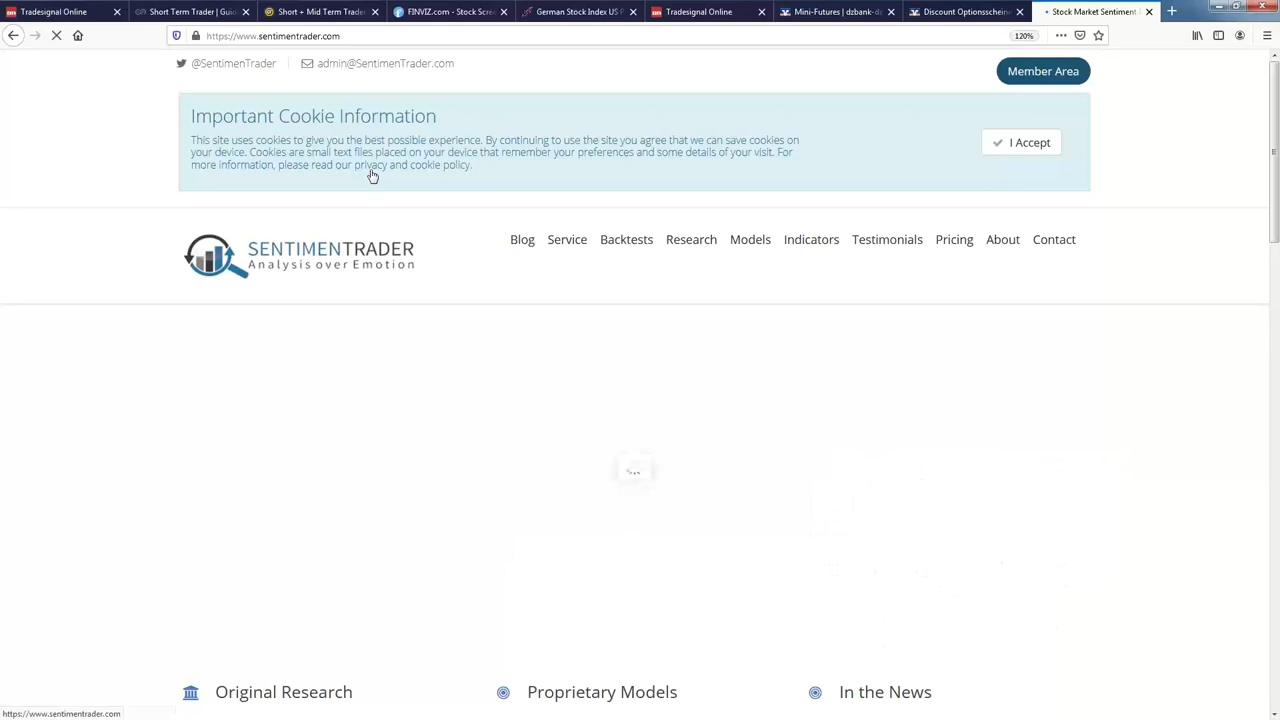 Tradesignal Online
Short Term Trader | Guid
Short + Mid Term Trader
FINVIZ.com - Stock Scree
German Stock Index US
Tradesignal Online
Mini-Futures | dzbank-d
Discount Optionsschein
Stock Market Sentiment
https://www.sentimentrader.com
120%
@SentimenTrader
admin@SentimenTrader.com
Member Area
Important Cookie Information
This site uses cookies to give you the best possible experience. By continuing to use the site you agree that we can save cookies on
your device. Cookies are small text files placed on your device that remember your preferences and some details of your visit. For
more information, please read our privacy and cookie policy.
I Accept
SENTIMENTRADER
Analysis over Emotion
Blog Service Backtests Research Models Indicators Testimonials Pricing About Contact
Original Research
Proprietary Models
In the News
https://www.sentimentrader.com